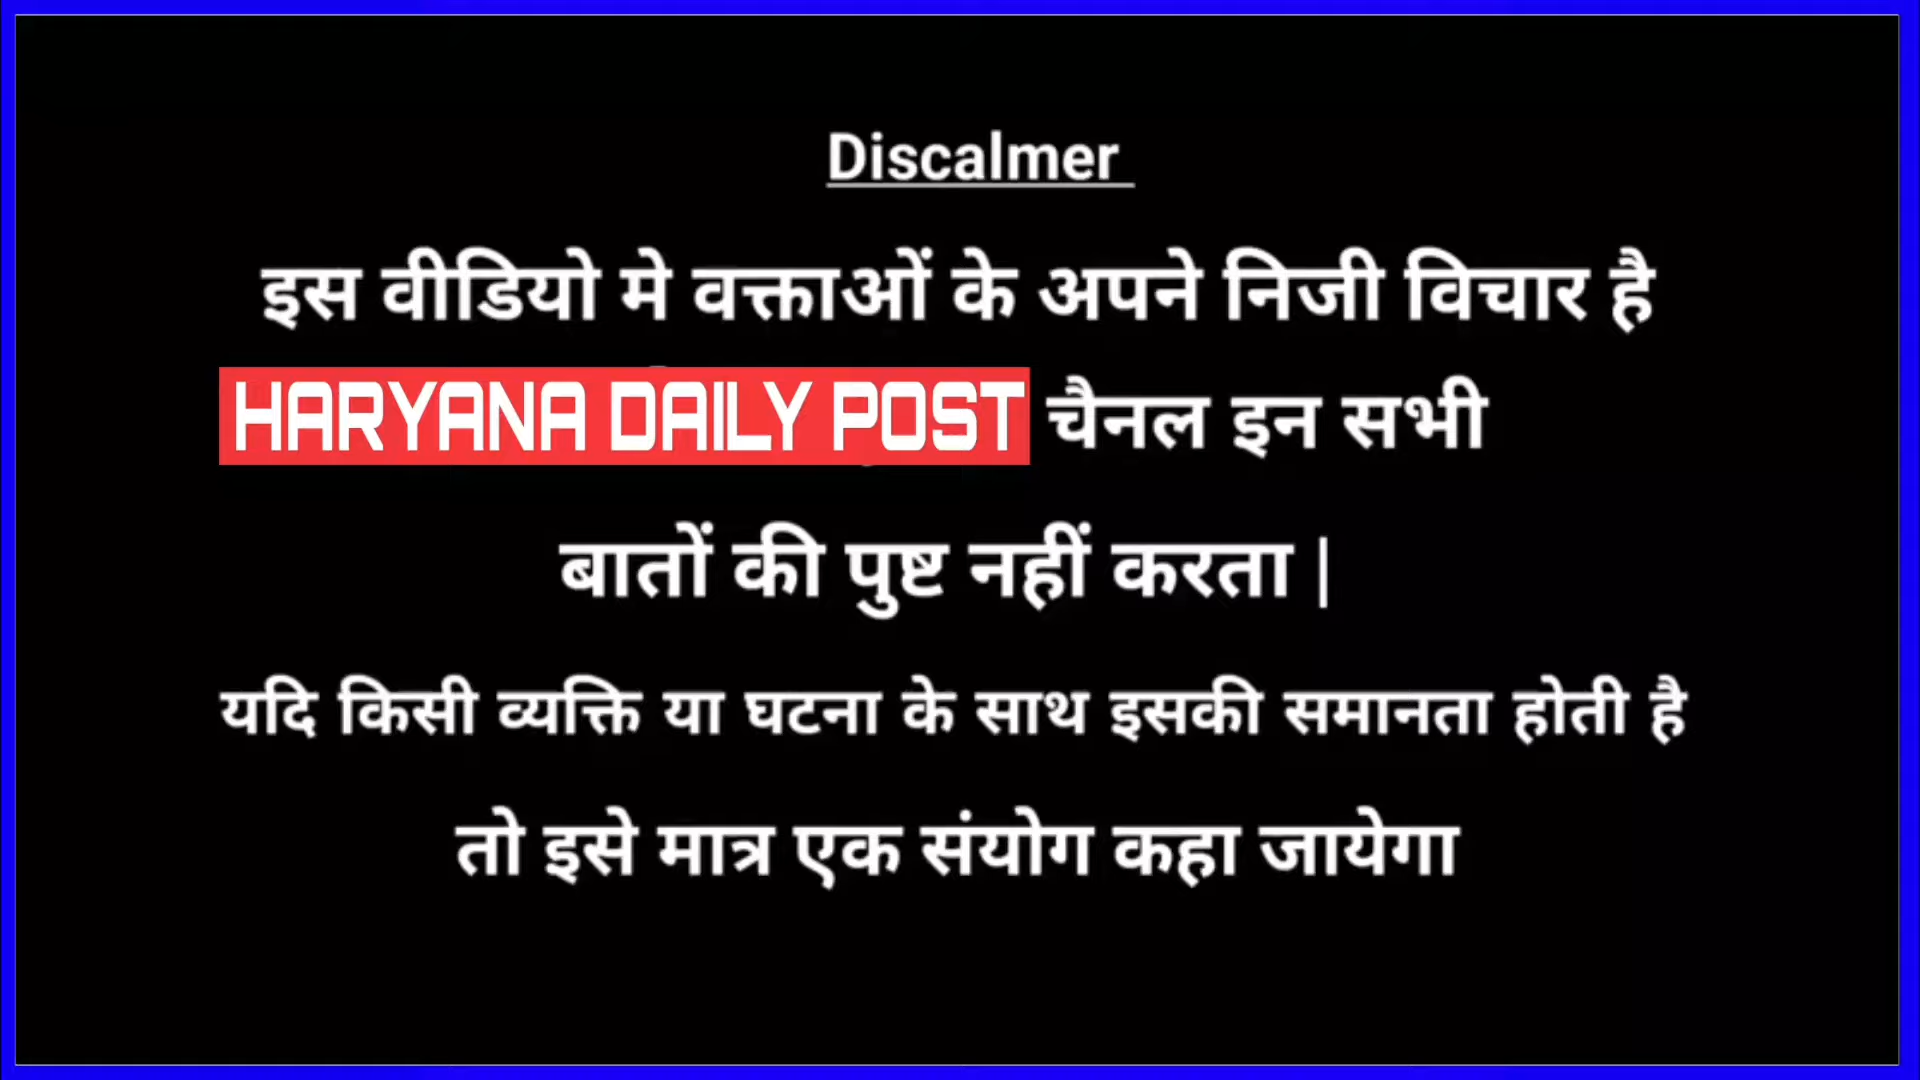 Discalmer
इस वीडियो मे वक्ताओं के अपने निजी विचार है
HARYANA DAILY POST चैनल इन सभी
बातों की पुष्ट नहीं करता |
यदि किसी व्यक्ति या घटना के साथ इसकी समानता होती है
तो इसे मात्र एक संयोग कहा जायेगा